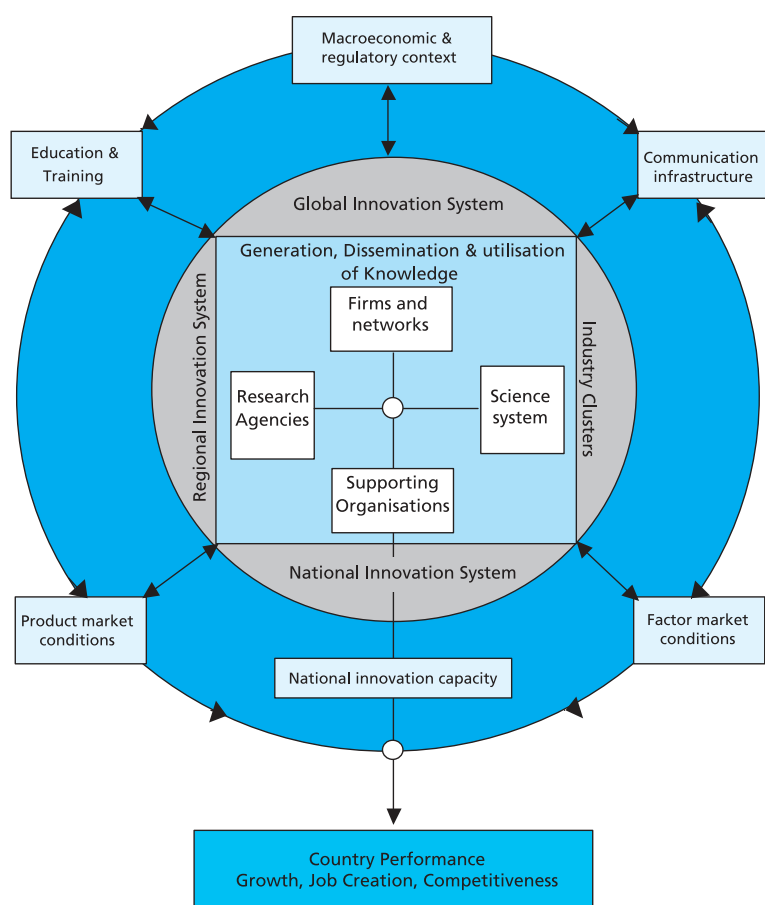 Macroeconomic &
regulatory context
Education &
Training
Communication
infrastructure
Global Innovation System
Generation, Dissemination & utilisation
of Knowledge
Firms and
networks
Regional Innovation System
Research
Agencies
Science
system
Industry Clusters
Supporting
Organisations
National Innovation System
Product market
conditions
Factor market
conditions
National innovation capacity
Country Performance
Growth, Job Creation, Competitiveness